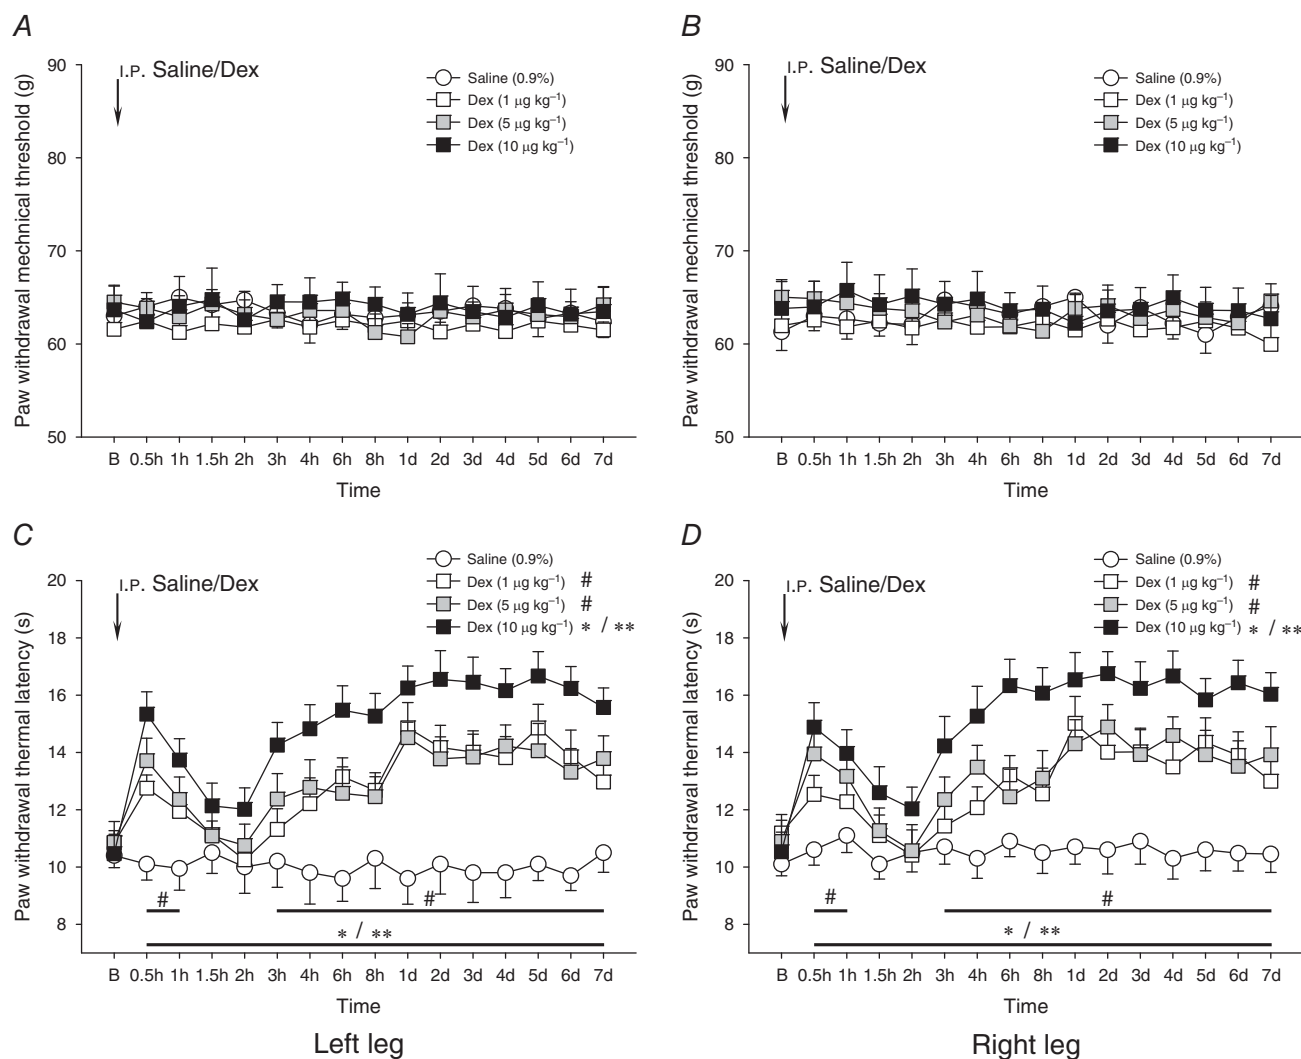 A
B
I.P. Saline/Dex
Saline (0.9%)
Dex (1 µg kg⁻¹)
Dex (5 µg kg⁻¹)
Dex (10 µg kg⁻¹)
Paw withdrawal mechnical threshold (g)
90
80
70
60
50
B 0.5h 1h 1.5h 2h 3h 4h 6h 8h 1d 2d 3d 4d 5d 6d 7d
Time
I.P. Saline/Dex
Saline (0.9%)
Dex (1 µg kg⁻¹)
Dex (5 µg kg⁻¹)
Dex (10 µg kg⁻¹)
Paw withdrawal mechnical threshold (g)
90
80
70
60
50
B 0.5h 1h 1.5h 2h 3h 4h 6h 8h 1d 2d 3d 4d 5d 6d 7d
Time
C
D
I.P. Saline/Dex
Saline (0.9%)
Dex (1 µg kg⁻¹) #
Dex (5 µg kg⁻¹) #
Dex (10 µg kg⁻¹) * / **
Paw withdrawal thermal latency (s)
20
18
16
14
12
10
8
# #
* / **
B 0.5h 1h 1.5h 2h 3h 4h 6h 8h 1d 2d 3d 4d 5d 6d 7d
Time
Left leg
I.P. Saline/Dex
Saline (0.9%)
Dex (1 µg kg⁻¹) #
Dex (5 µg kg⁻¹) #
Dex (10 µg kg⁻¹) * / **
Paw withdrawal thermal latency (s)
20
18
16
14
12
10
8
# #
* / **
B 0.5h 1h 1.5h 2h 3h 4h 6h 8h 1d 2d 3d 4d 5d 6d 7d
Time
Right leg